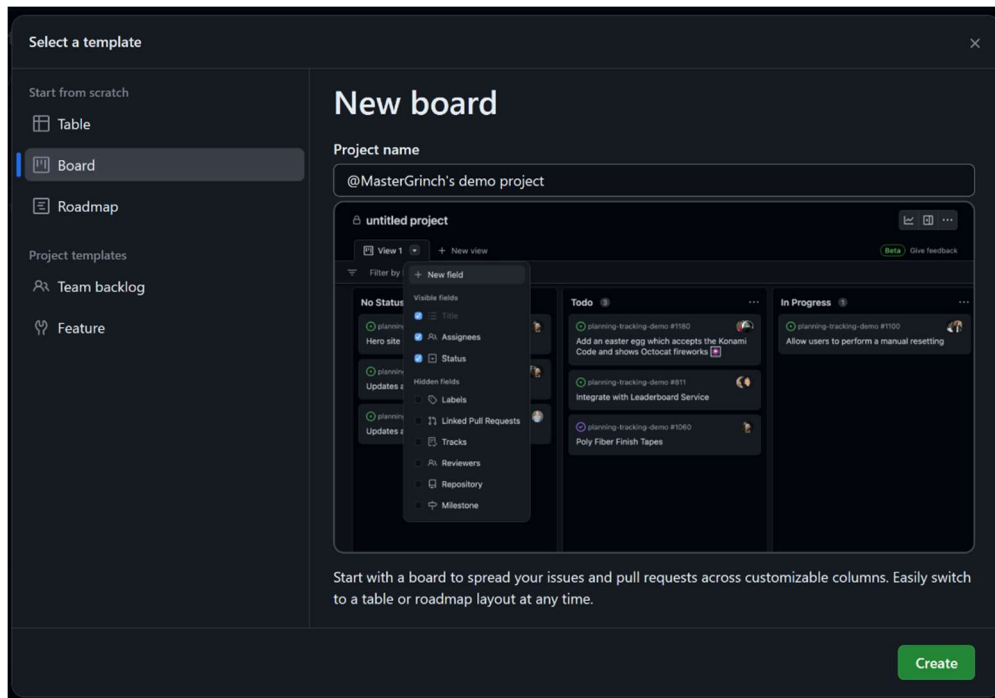 Select a template
Start from scratch
Table
Board
Roadmap
Project templates
Team backlog
Feature
New board
Project name
@MasterGrinch's demo project
untitled project
View 1
+ New view
Beta Give feedback
Filter by
+ New field
Visible fields
Title
Assignees
Status
Hidden fields
Labels
Linked Pull Requests
Tracks
Reviewers
Repository
Milestone
No Status
Hero site
Updates
Updates
Todo 3
planning-tracking-demo #1180
Add an easter egg which accepts the Konami
Code and shows Octocat fireworks
planning-tracking-demo #811
Integrate with Leaderboard Service
planning-tracking-demo #1060
Poly Fiber Finish Tapes
In Progress 1
planning-tracking-demo #1100
Allow users to perform a manual resetting
Start with a board to spread your issues and pull requests across customizable columns. Easily switch
to a table or roadmap layout at any time.
Create